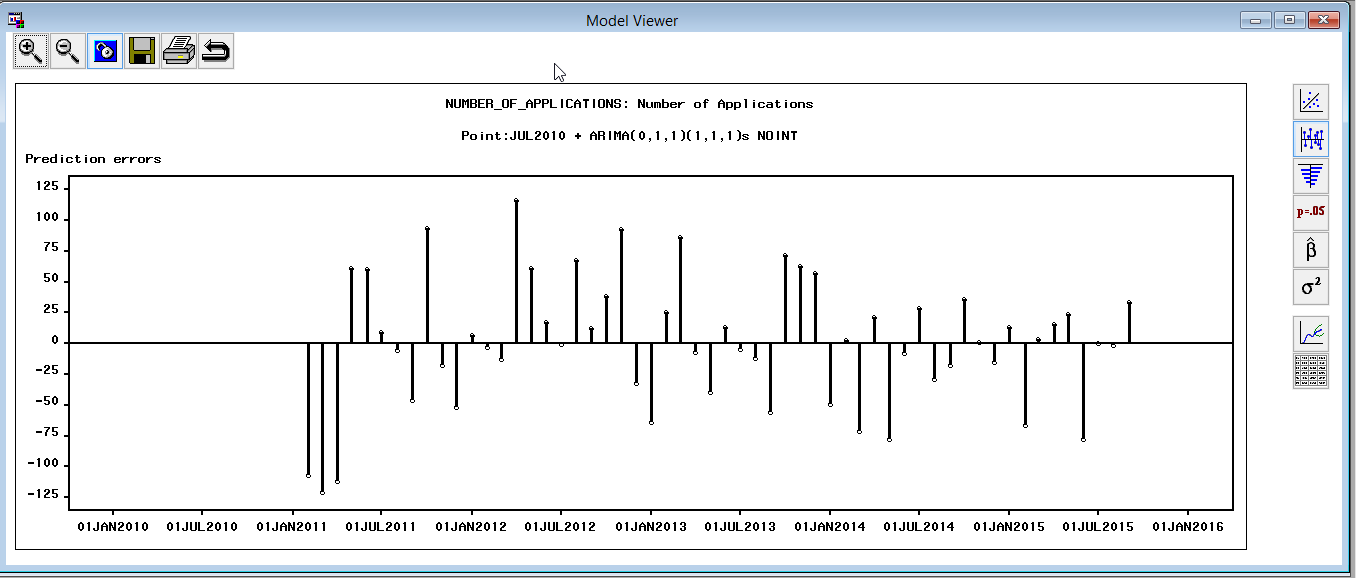 Model Viewer
NUMBER_OF_APPLICATIONS: Number of Applications
Point:JUL2010 + ARIMA(0,1,1)(1,1,1)s NOINT
Prediction errors
125
100
75
50
25
0
-25
-50
-75
-100
-125
01JAN2010 01JUL2010 01JAN2011 01JUL2011 01JAN2012 01JUL2012 01JAN2013 01JUL2013 01JAN2014 01JUL2014 01JAN2015 01JUL2015 01JAN2016
p=.05
β̂
σ²